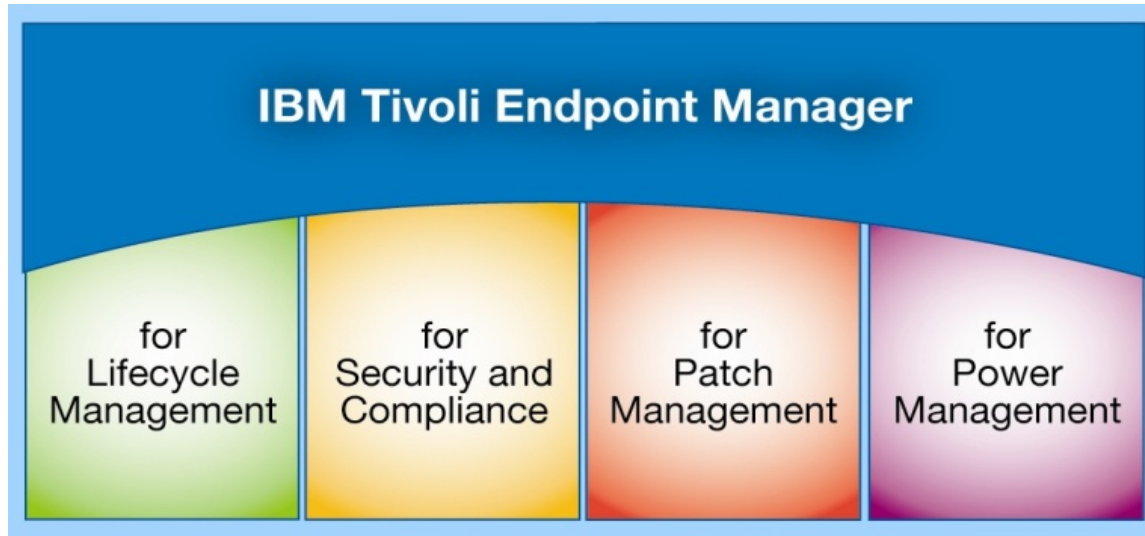 IBM Tivoli Endpoint Manager
for
Lifecycle
Management
for
Security and
Compliance
for
Patch
Management
for
Power
Management